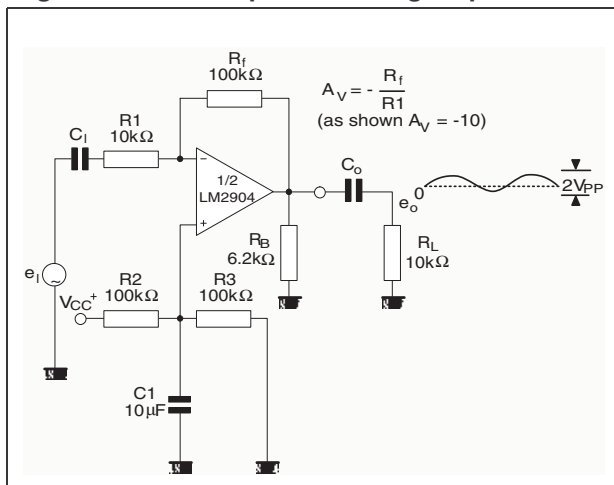 Rf
100kΩ
AV = - Rf / R1
(as shown AV = -10)
R1
10kΩ
CI
1/2
LM2904
Co
eo
0
2VPP
RB
6.2kΩ
RL
10kΩ
eI
~
VCC+
R2
100kΩ
R3
100kΩ
C1
10μF